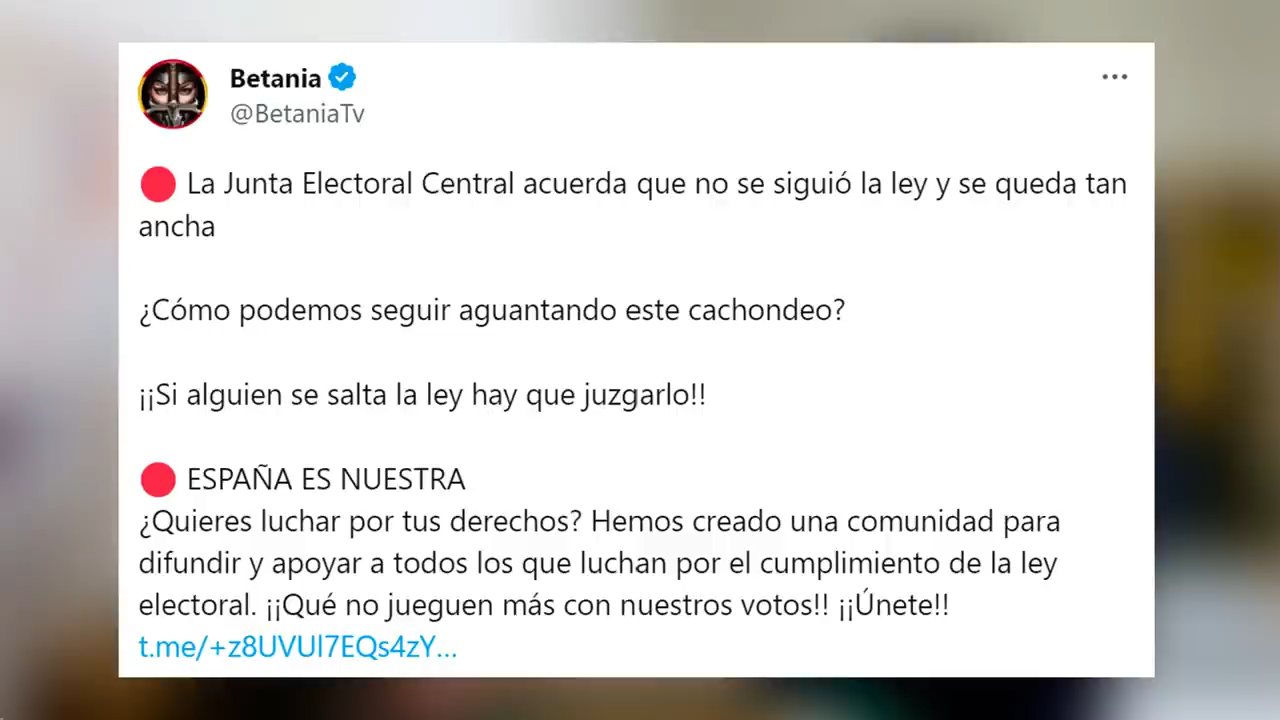 Betania
@BetaniaTv
La Junta Electoral Central acuerda que no se siguió la ley y se queda tan
ancha
¿Cómo podemos seguir aguantando este cachondeo?
¡¡Si alguien se salta la ley hay que juzgarlo!!
ESPAÑA ES NUESTRA
¿Quieres luchar por tus derechos? Hemos creado una comunidad para
difundir y apoyar a todos los que luchan por el cumplimiento de la ley
electoral. ¡¡Qué no jueguen más con nuestros votos!! ¡¡Únete!!
t.me/+z8UVUl7EQs4zY...